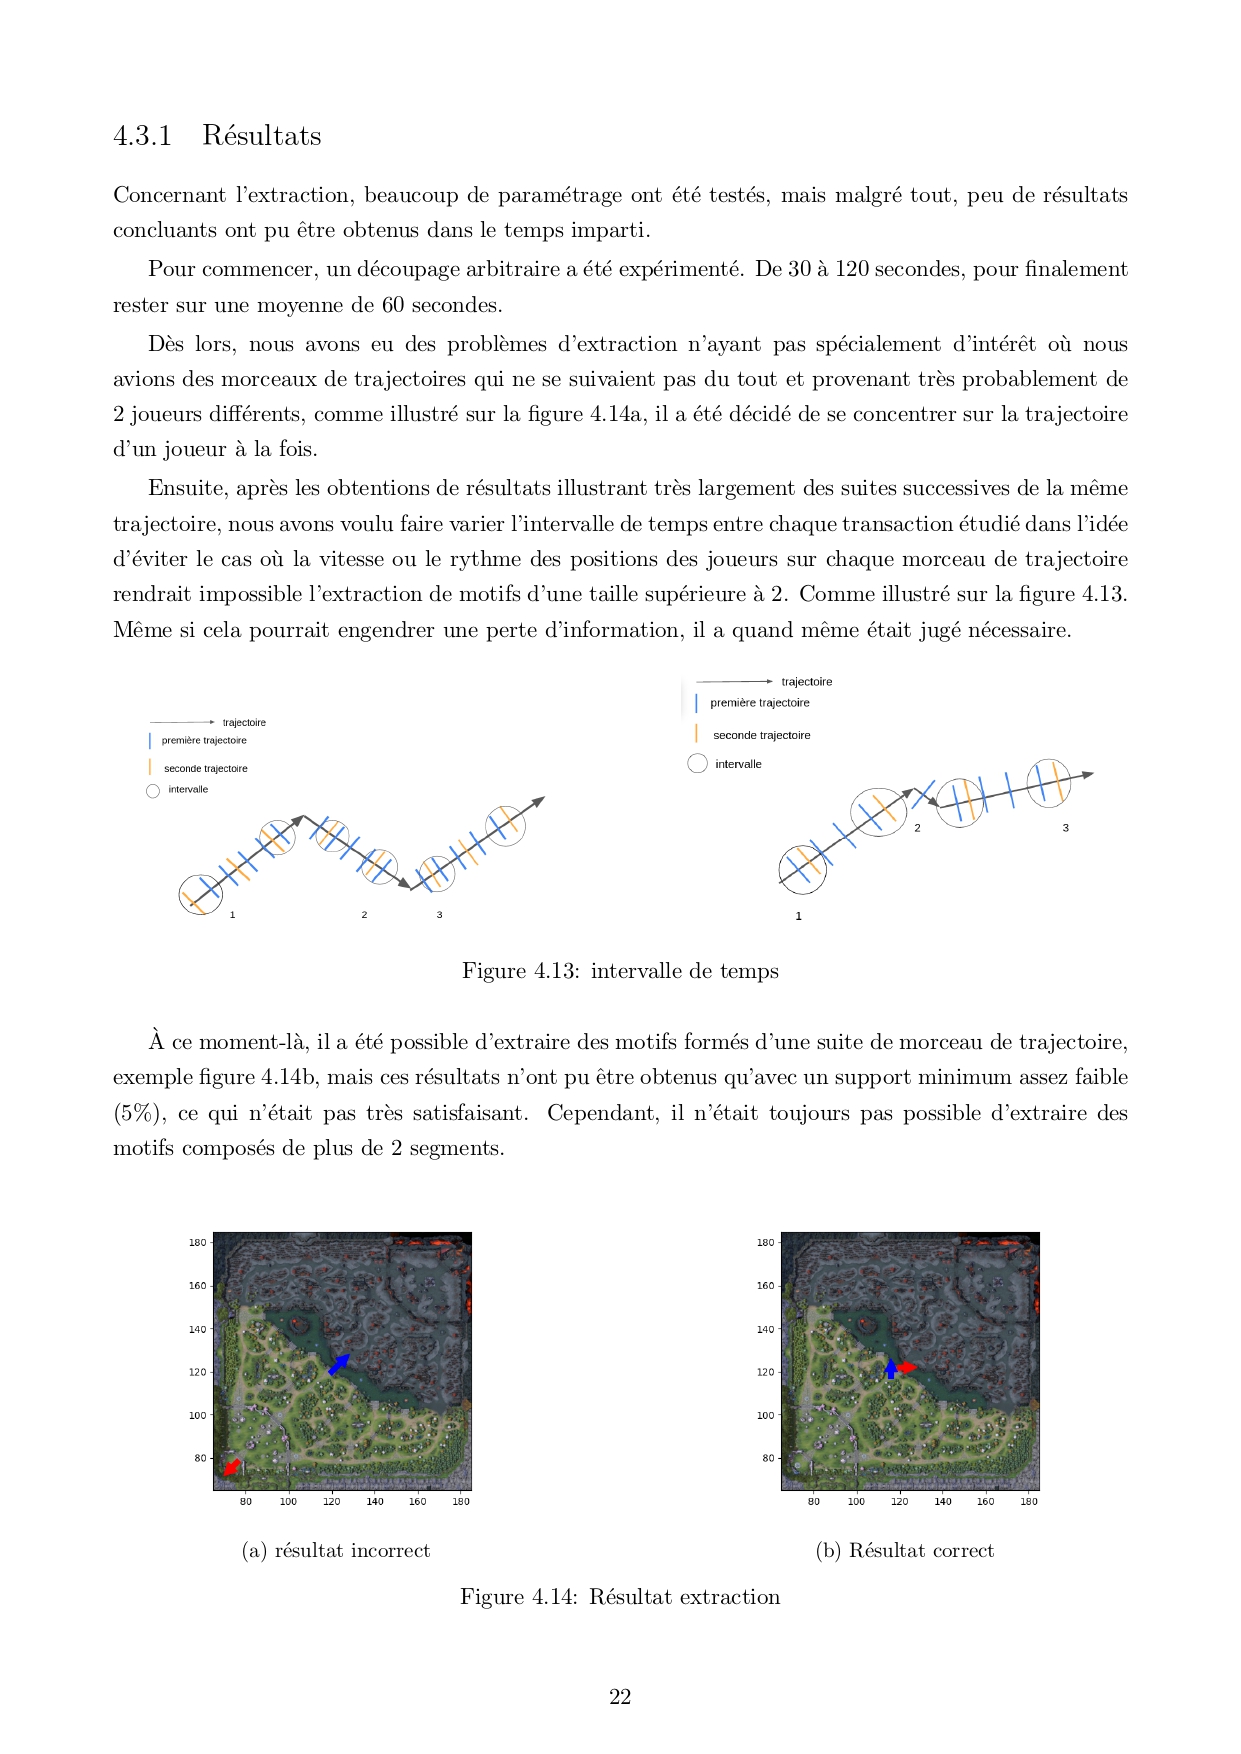 4.3.1 Résultats
Concernant l'extraction, beaucoup de paramétrage ont été testés, mais malgré tout, peu de résultats
concluants ont pu être obtenus dans le temps imparti.
Pour commencer, un découpage arbitraire a été expérimenté. De 30 à 120 secondes, pour finalement
rester sur une moyenne de 60 secondes.
Dès lors, nous avons eu des problèmes d'extraction n'ayant pas spécialement d'intérêt où nous
avions des morceaux de trajectoires qui ne se suivaient pas du tout et provenant très probablement de
2 joueurs différents, comme illustré sur la figure 4.14a, il a été décidé de se concentrer sur la trajectoire
d'un joueur à la fois.
Ensuite, après les obtentions de résultats illustrant très largement des suites successives de la même
trajectoire, nous avons voulu faire varier l'intervalle de temps entre chaque transaction étudié dans l'idée
d'éviter le cas où la vitesse ou le rythme des positions des joueurs sur chaque morceau de trajectoire
rendrait impossible l'extraction de motifs d'une taille supérieure à 2. Comme illustré sur la figure 4.13.
Même si cela pourrait engendrer une perte d'information, il a quand même était jugé nécessaire.
trajectoire
première trajectoire
seconde trajectoire
intervalle
1 2 3
trajectoire
première trajectoire
seconde trajectoire
intervalle
2 3
1
Figure 4.13: intervalle de temps
À ce moment-là, il a été possible d'extraire des motifs formés d'une suite de morceau de trajectoire,
exemple figure 4.14b, mais ces résultats n'ont pu être obtenus qu'avec un support minimum assez faible
(5%), ce qui n'était pas très satisfaisant. Cependant, il n'était toujours pas possible d'extraire des
motifs composés de plus de 2 segments.
180
160
140
120
100
80
80 100 120 140 160 180
(a) résultat incorrect
180
160
140
120
100
80
80 100 120 140 160 180
(b) Résultat correct
Figure 4.14: Résultat extraction
22